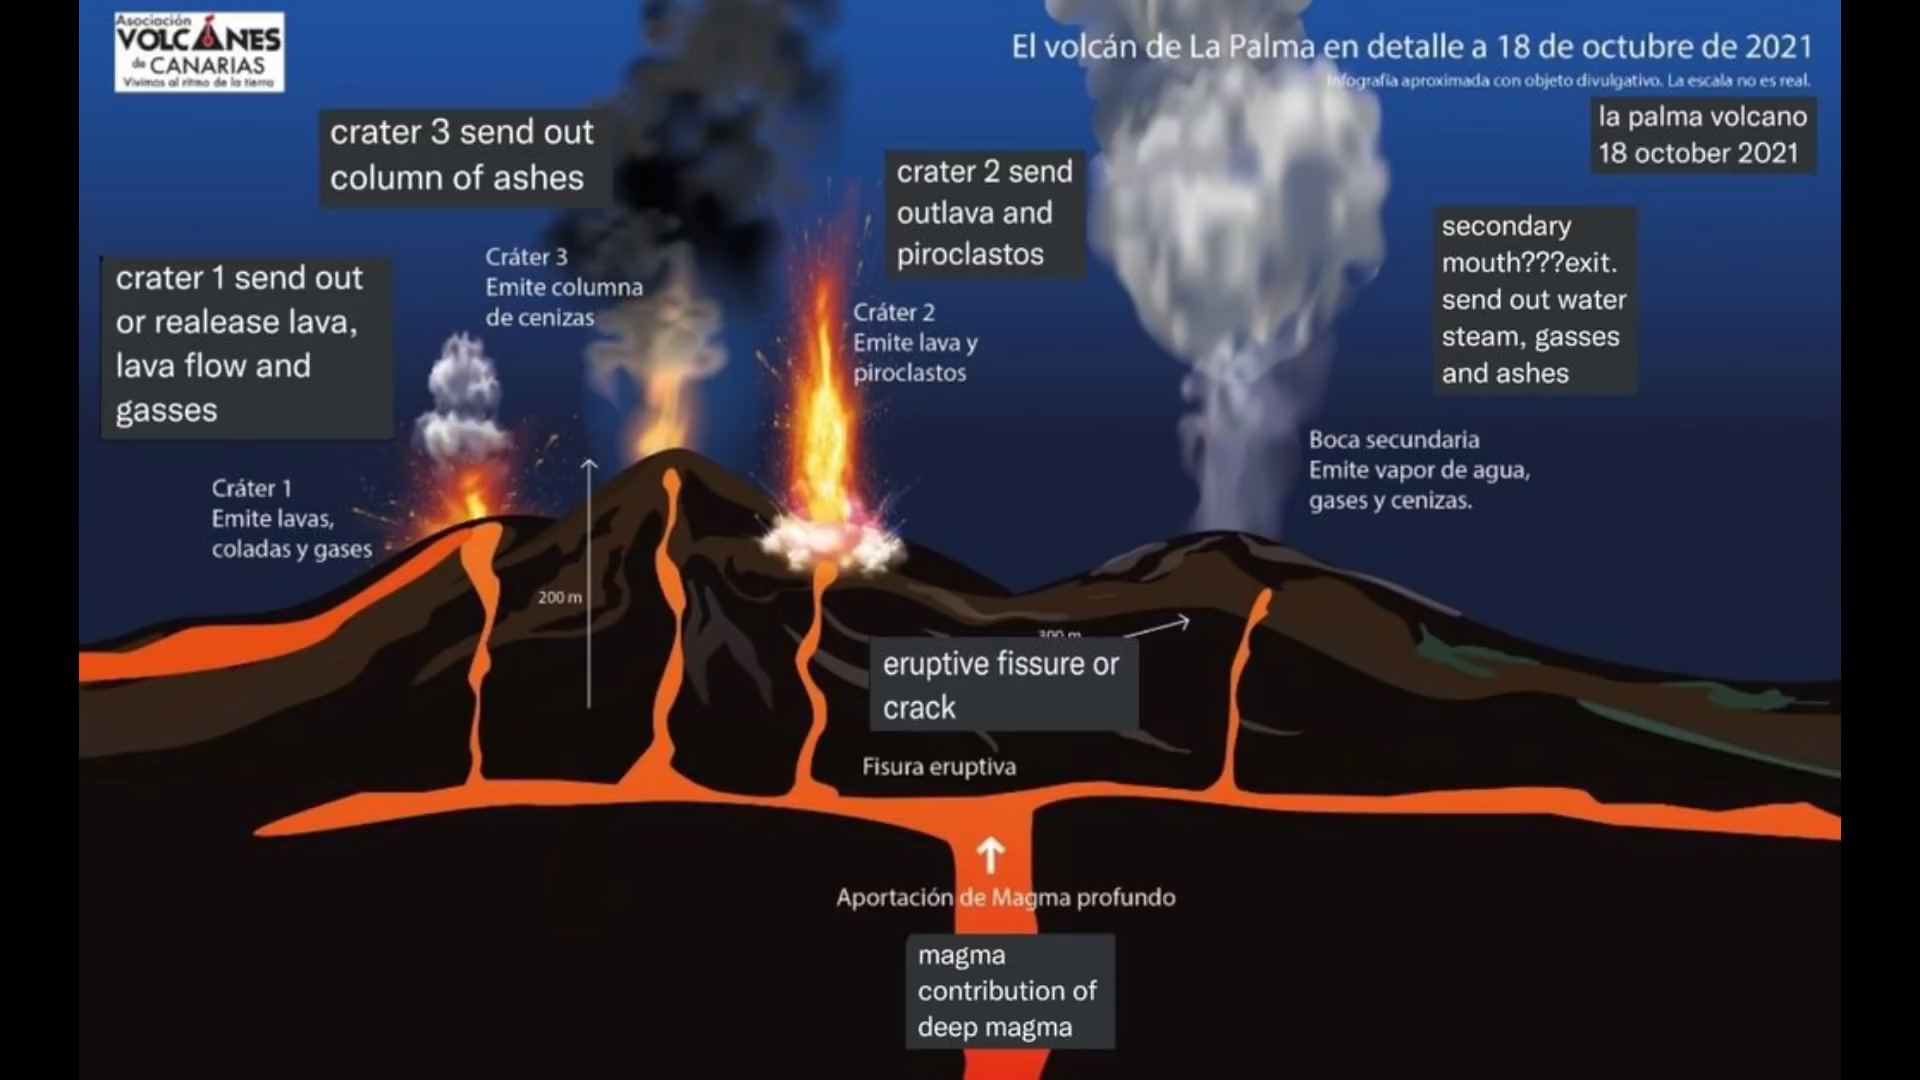 Asociación
VOLCANES
de CANARIAS
Vivimos al ritmo de la tierra
El volcán de La Palma en detalle a 18 de octubre de 2021
Infografía aproximada con objeto divulgativo. La escala no es real.
la palma volcano
18 october 2021
crater 3 send out
column of ashes
crater 2 send
outlava and
piroclastos
secondary
mouth???exit.
send out water
steam, gasses
and ashes
crater 1 send out
or realease lava,
lava flow and
gasses
Cráter 3
Emite columna
de cenizas
Cráter 2
Emite lava y
piroclastos
Boca secundaria
Emite vapor de agua,
gases y cenizas.
Cráter 1
Emite lavas,
coladas y gases
200 m
300 m
eruptive fissure or
crack
Fisura eruptiva
Aportación de Magma profundo
magma
contribution of
deep magma